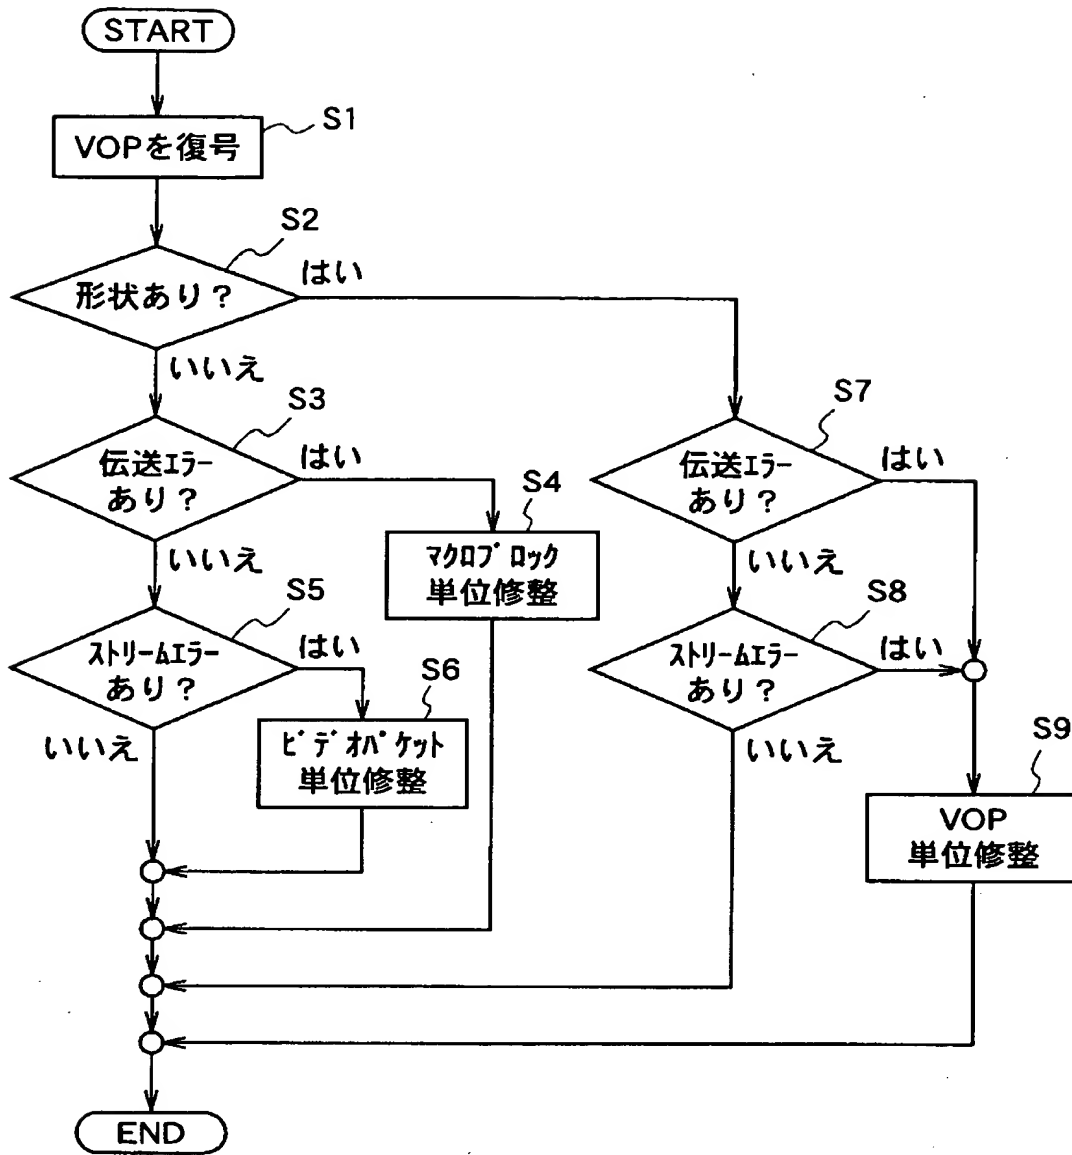 START
S1
VOPを復号
S2
形状あり?
はい
いいえ
S3
伝送エラー
あり?
はい
いいえ
S4
マクロブロック
単位修整
S5
ストリームエラー
あり?
はい
いいえ
S6
ビデオパケット
単位修整
S7
伝送エラー
あり?
はい
いいえ
S8
ストリームエラー
あり?
はい
いいえ
S9
VOP
単位修整
END